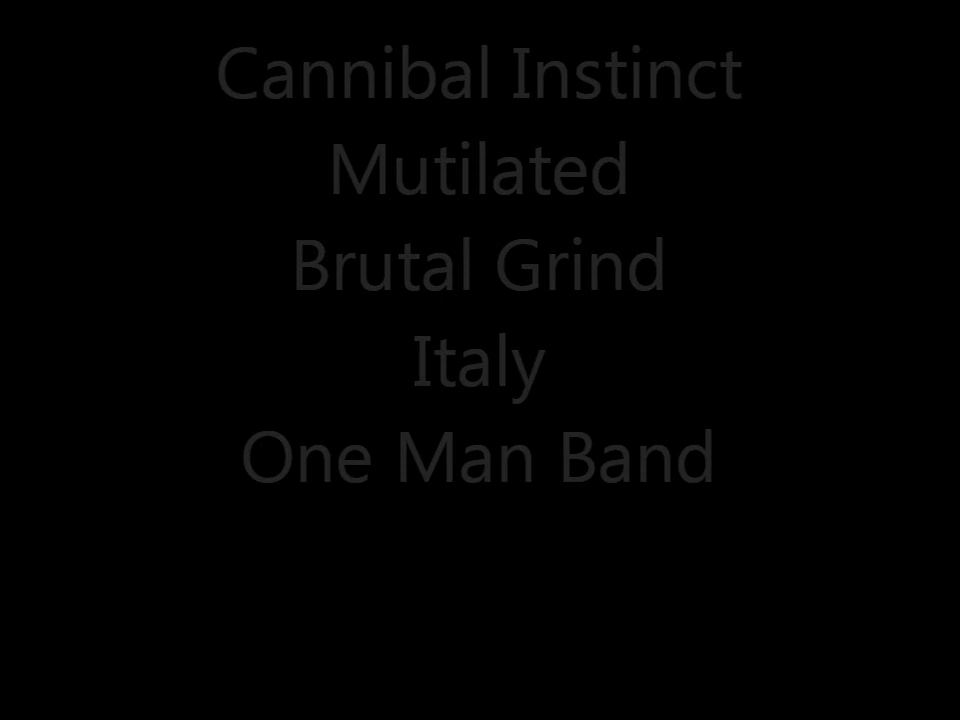 Cannibal Instinct
Mutilated
Brutal Grind
Italy
One Man Band